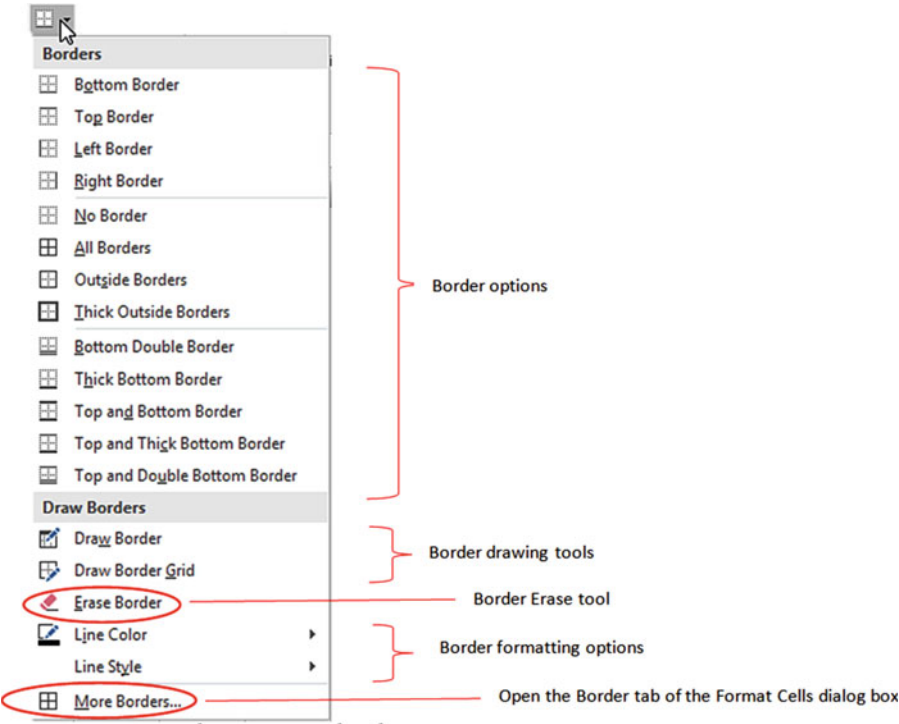 Borders
Bottom Border
Top Border
Left Border
Right Border
No Border
All Borders
Outside Borders
Thick Outside Borders
Border options
Bottom Double Border
Thick Bottom Border
Top and Bottom Border
Top and Thick Bottom Border
Top and Double Bottom Border
Draw Borders
Draw Border
Border drawing tools
Draw Border Grid
Erase Border
Border Erase tool
Line Color
Border formatting options
Line Style
More Borders...
Open the Border tab of the Format Cells dialog box